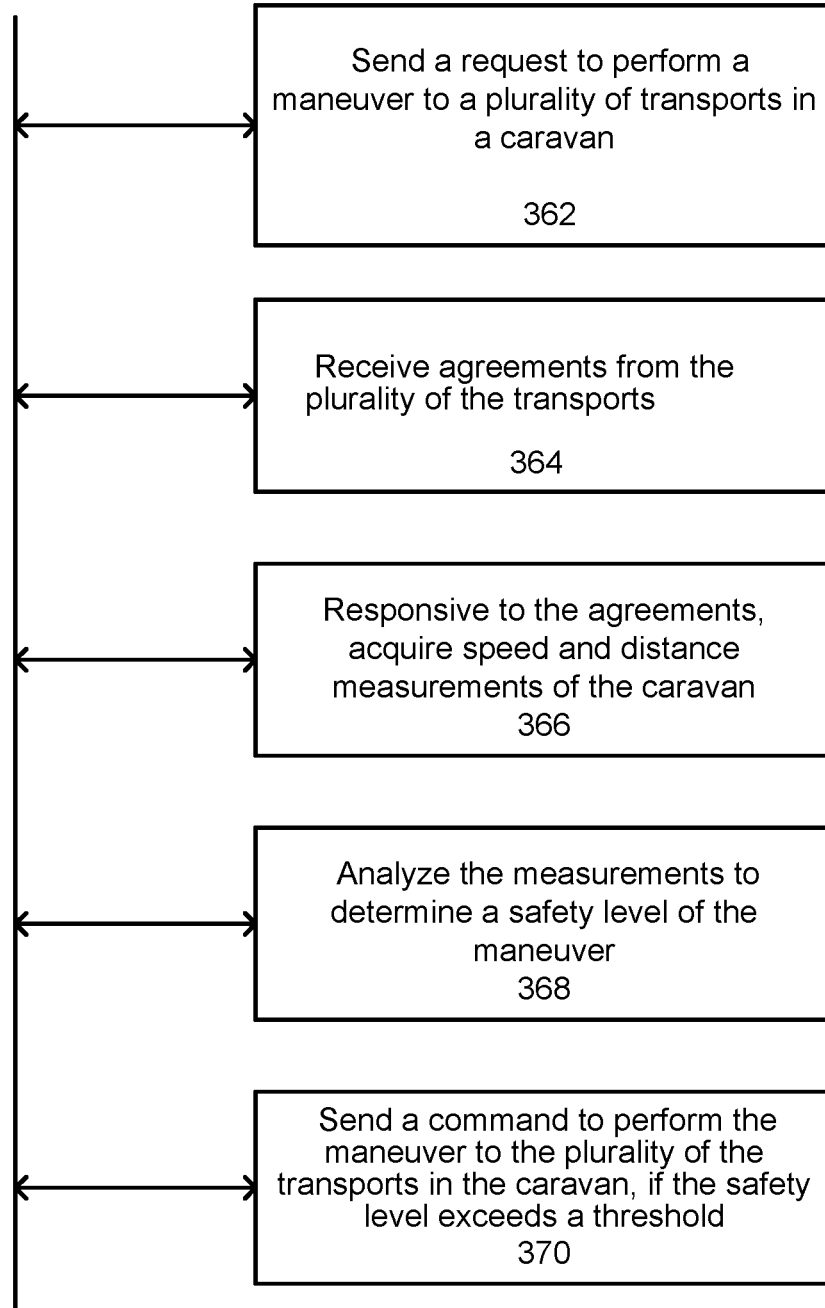 Send a request to perform a
maneuver to a plurality of transports in
a caravan
362
Receive agreements from the
plurality of the transports
364
Responsive to the agreements,
acquire speed and distance
measurements of the caravan
366
Analyze the measurements to
determine a safety level of the
maneuver
368
Send a command to perform the
maneuver to the plurality of the
transports in the caravan, if the safety
level exceeds a threshold
370